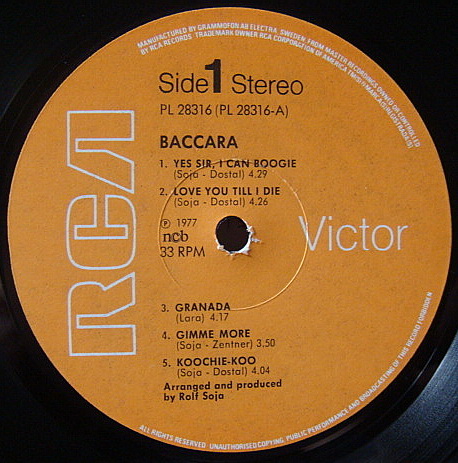 MANUFACTURED BY GRAMMOFON AB ELECTRA SWEDEN FROM MASTER RECORDINGS OWNED OR CONTROLLED
BY RCA RECORDS TRADEMARK OWNER RCA CORPORATION OF AMERICA
Side 1 Stereo
PL 28316 (PL 28316-A)
BACCARA
1. YES SIR, I CAN BOOGIE
(Soja - Dostal) 4.29
2. LOVE YOU TILL I DIE
(Soja - Dostal) 4.26
℗ 1977
ncb
33 RPM
RCA
Victor
3. GRANADA
(Lara) 4.17
4. GIMME MORE
(Soja - Zentner) 3.50
5. KOOCHIE-KOO
(Soja - Dostal) 4.04
Arranged and produced
by Rolf Soja
ALL RIGHTS RESERVED UNAUTHORISED COPYING, PUBLIC PERFORMANCE AND BROADCASTING OF THIS RECORD FORBIDDEN